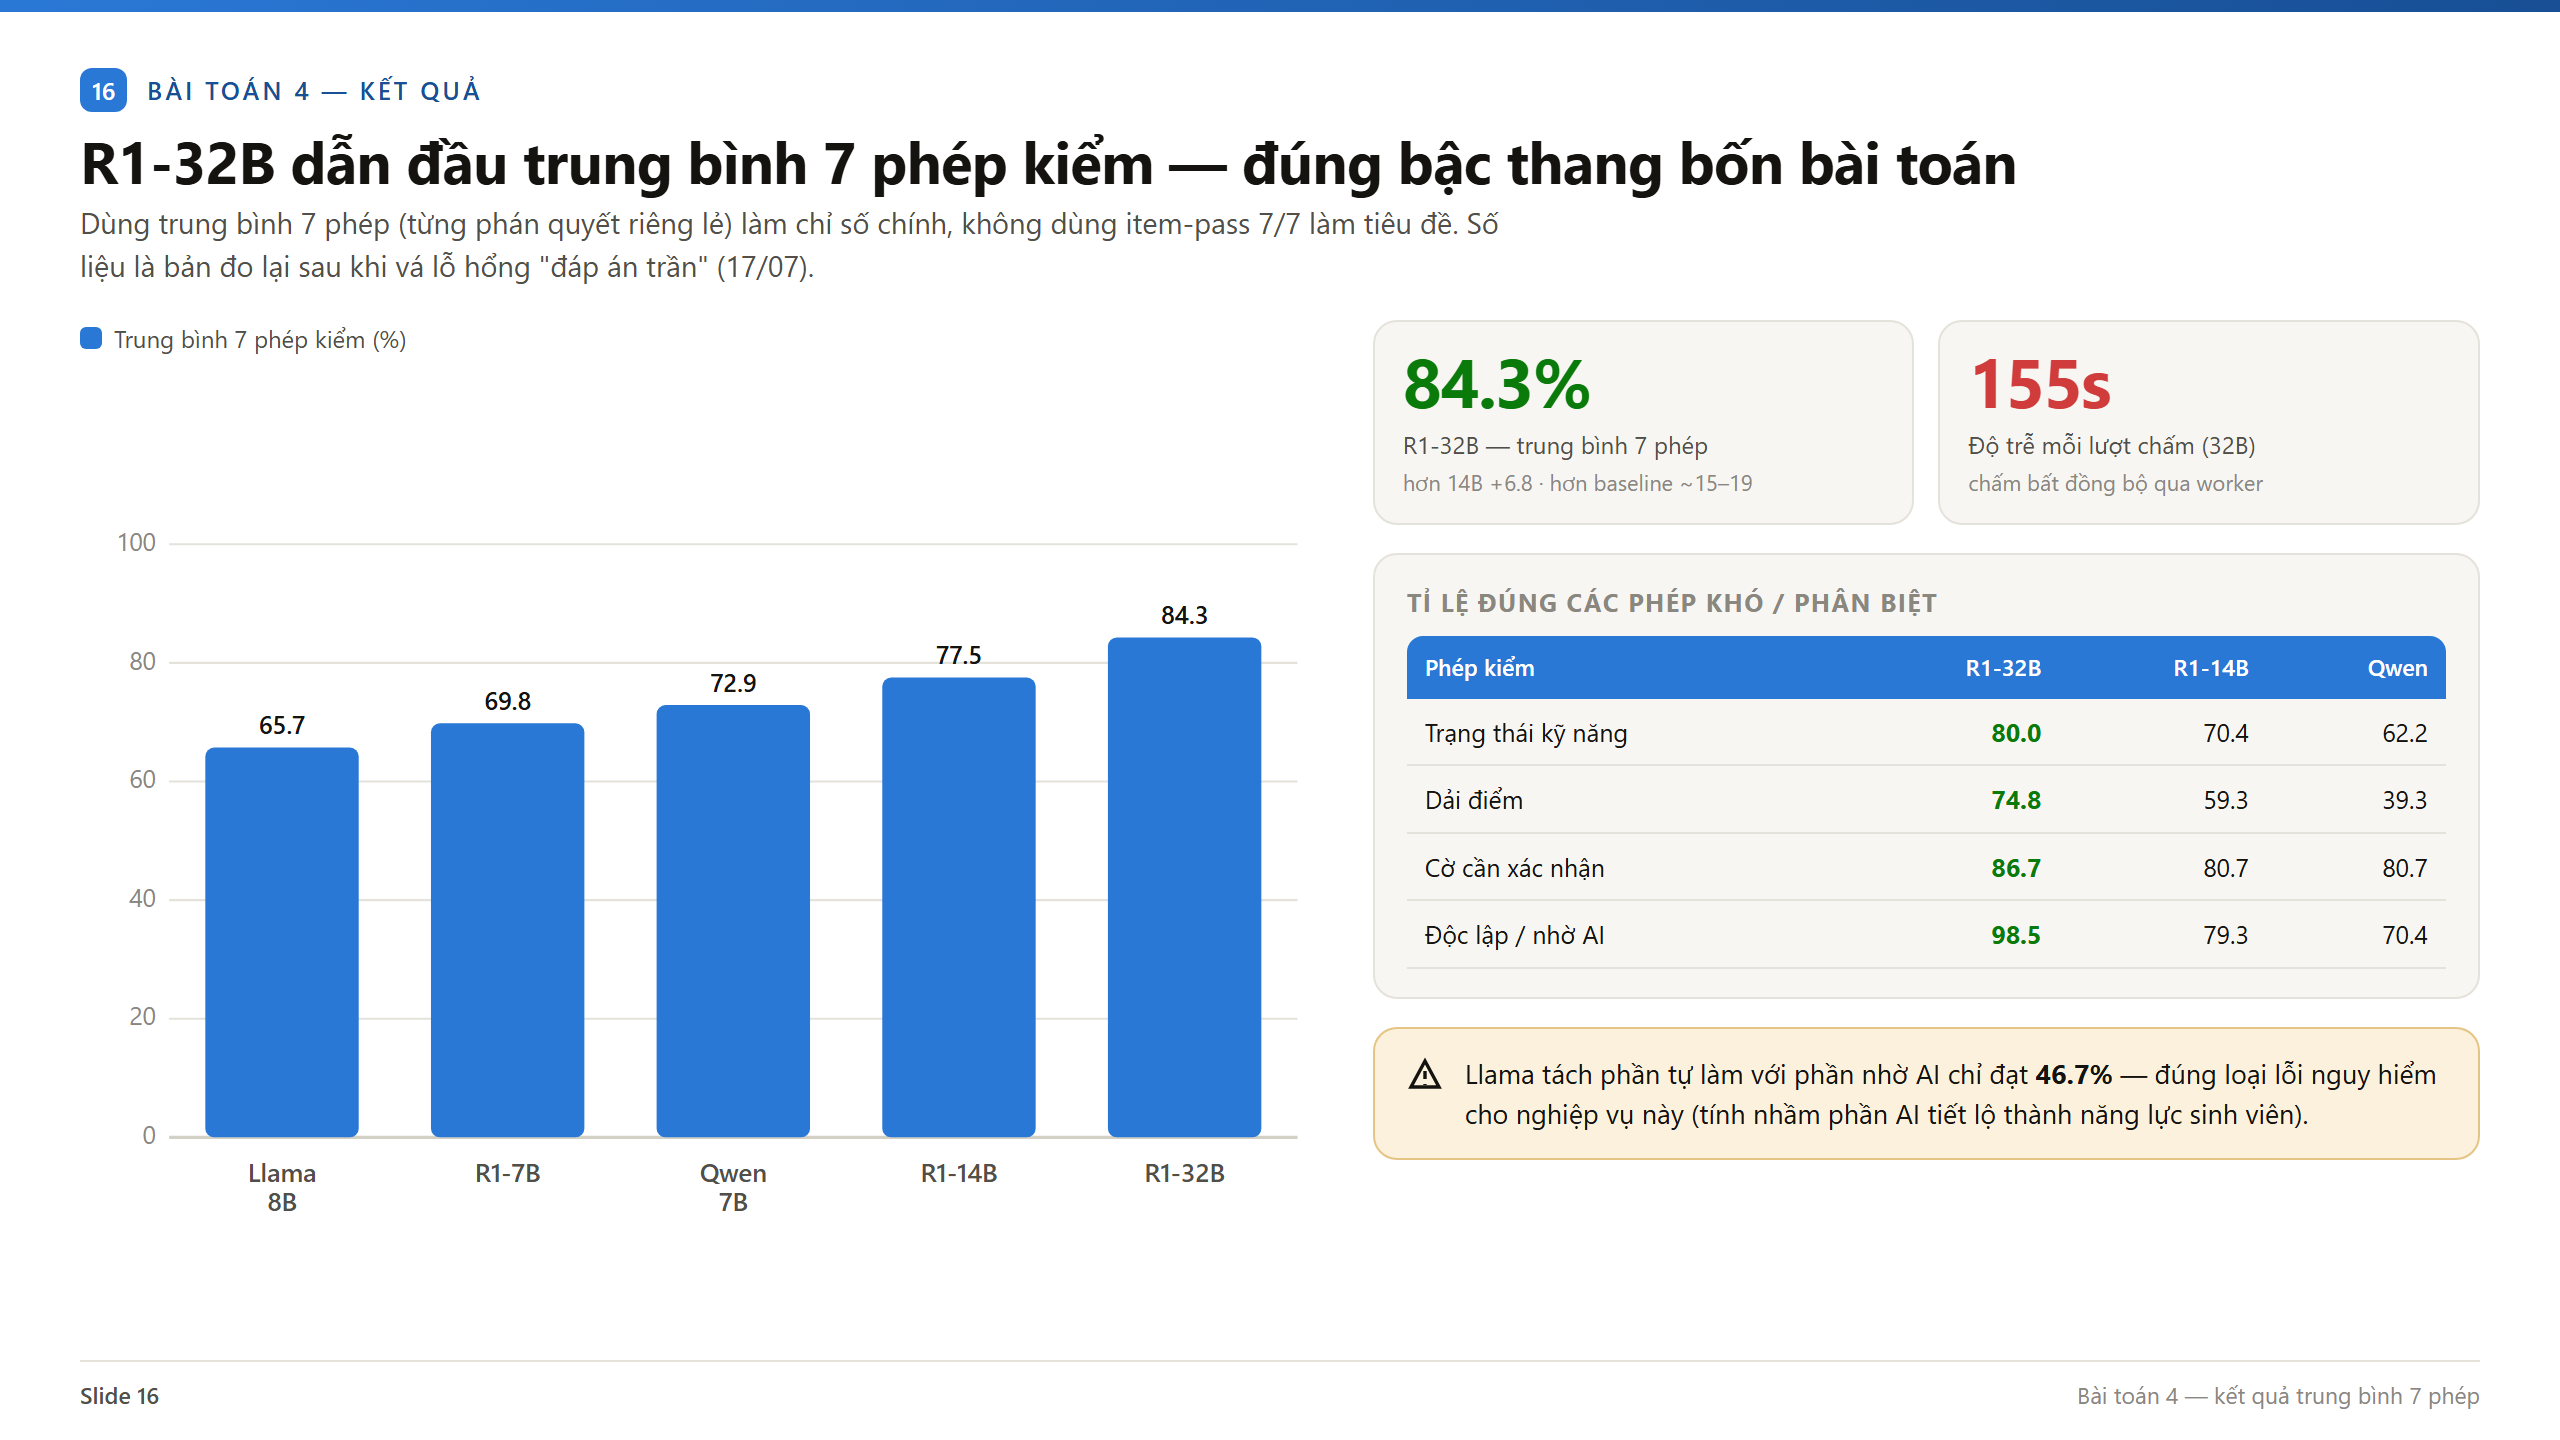 16 BÀI TOÁN 4 — KẾT QUẢ
R1-32B dẫn đầu trung bình 7 phép kiểm — đúng bậc thang bốn bài toán
Dùng trung bình 7 phép (từng phán quyết riêng lẻ) làm chỉ số chính, không dùng item-pass 7/7 làm tiêu đề. Số
liệu là bản đo lại sau khi vá lỗ hổng "đáp án trần" (17/07).
Trung bình 7 phép kiểm (%)
100
80
60
40
20
0
65.7
69.8
72.9
77.5
84.3
Llama
8B
R1-7B
Qwen
7B
R1-14B
R1-32B
84.3%
R1-32B — trung bình 7 phép
hơn 14B +6.8 · hơn baseline ~15–19
155s
Độ trễ mỗi lượt chấm (32B)
chấm bất đồng bộ qua worker
TỈ LỆ ĐÚNG CÁC PHÉP KHÓ / PHÂN BIỆT
Phép kiểm R1-32B R1-14B Qwen
Trạng thái kỹ năng 80.0 70.4 62.2
Dải điểm 74.8 59.3 39.3
Cờ cần xác nhận 86.7 80.7 80.7
Độc lập / nhờ AI 98.5 79.3 70.4
Llama tách phần tự làm với phần nhờ AI chỉ đạt 46.7% — đúng loại lỗi nguy hiểm
cho nghiệp vụ này (tính nhầm phần AI tiết lộ thành năng lực sinh viên).
Slide 16
Bài toán 4 — kết quả trung bình 7 phép